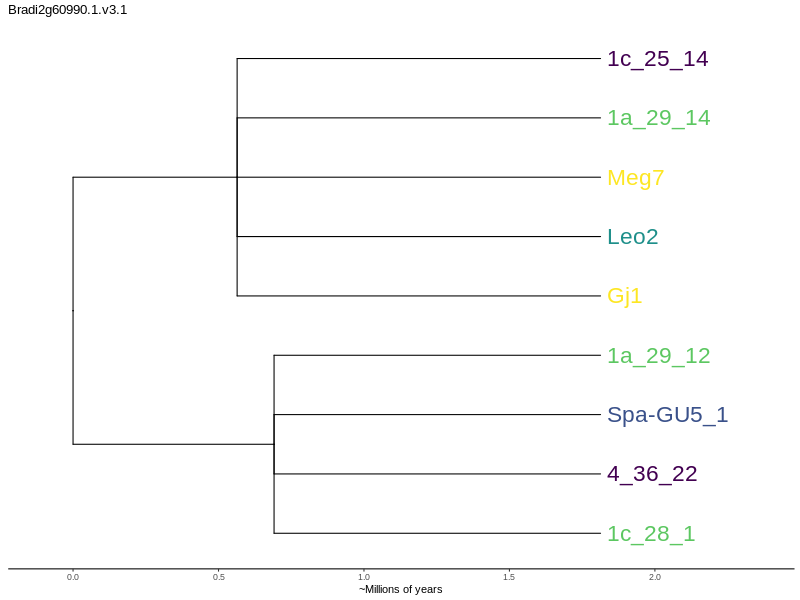 Bradi2g60990.1.v3.1
1c_25_14
1a_29_14
Meg7
Leo2
Gj1
1a_29_12
Spa-GU5_1
4_36_22
1c_28_1
0.0 0.5 1.0 1.5 2.0
~Millions of years